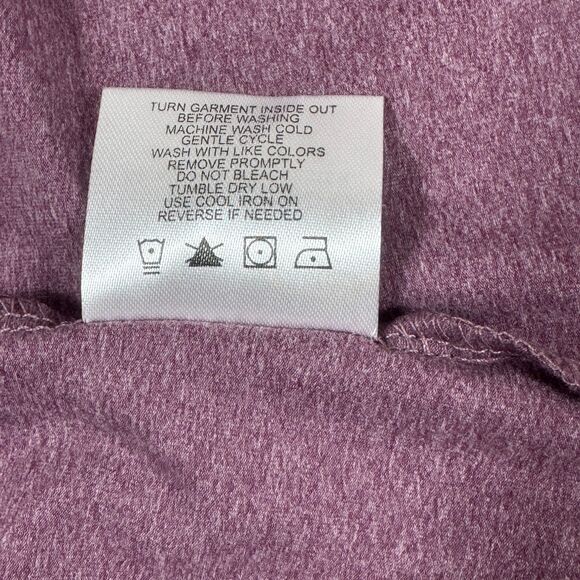 TURN GARMENT INSIDE OUT
BEFORE WASHING
MACHINE WASH COLD
GENTLE CYCLE
WASH WITH LIKE COLORS
REMOVE PROMPTLY
DO NOT BLEACH
TUMBLE DRY LOW
USE COOL IRON ON
REVERSE IF NEEDED